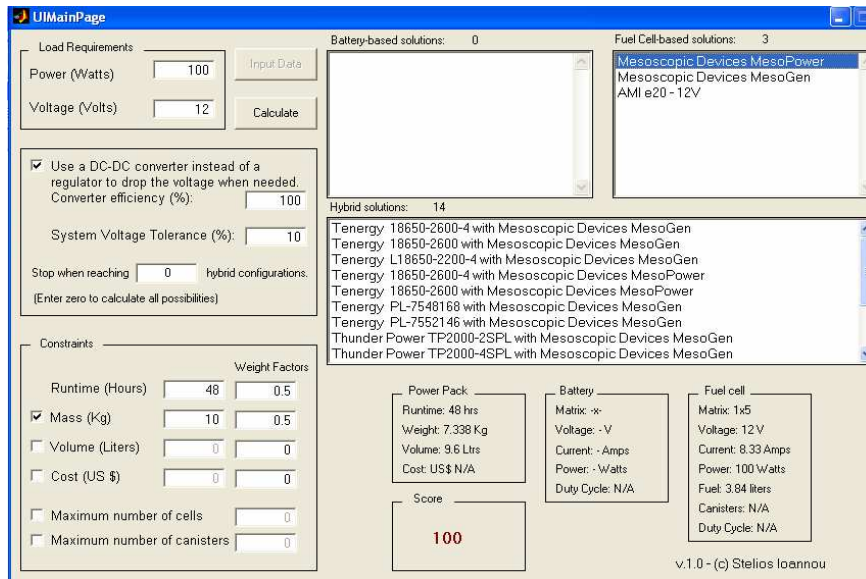 UIMainPage
Load Requirements
Power (Watts) 100
Voltage (Volts) 12
Input Data
Calculate
Use a DC-DC converter instead of a
regulator to drop the voltage when needed.
Converter efficiency (%): 100
System Voltage Tolerance (%): 10
Stop when reaching 0 hybrid configurations.
(Enter zero to calculate all possibilities)
Constraints
Weight Factors
Runtime (Hours) 48 0.5
Mass (Kg) 10 0.5
Volume (Liters) 0 0
Cost (US $) 0 0
Maximum number of cells 0
Maximum number of canisters 0
Battery-based solutions: 0
Fuel Cell-based solutions: 3
Mesoscopic Devices MesoPower
Mesoscopic Devices MesoGen
AMI e20 - 12V
Hybrid solutions: 14
Tenergy 18650-2600-4 with Mesoscopic Devices MesoGen
Tenergy 18650-2600 with Mesoscopic Devices MesoGen
Tenergy L18650-2200-4 with Mesoscopic Devices MesoGen
Tenergy 18650-2600-4 with Mesoscopic Devices MesoPower
Tenergy 18650-2600 with Mesoscopic Devices MesoPower
Tenergy PL-7548168 with Mesoscopic Devices MesoGen
Tenergy PL-7552146 with Mesoscopic Devices MesoGen
Thunder Power TP2000-2SPL with Mesoscopic Devices MesoGen
Thunder Power TP2000-4SPL with Mesoscopic Devices MesoGen
Power Pack
Runtime: 48 hrs
Weight: 7.338 Kg
Volume: 9.6 Ltrs
Cost: US$ N/A
Score
100
Battery
Matrix: -x-
Voltage: - V
Current: - Amps
Power: - Watts
Duty Cycle: N/A
Fuel cell
Matrix: 1x5
Voltage: 12 V
Current: 8.33 Amps
Power: 100 Watts
Fuel: 3.84 liters
Canisters: N/A
Duty Cycle: N/A
v.1.0 - (c) Stelios Ioannou